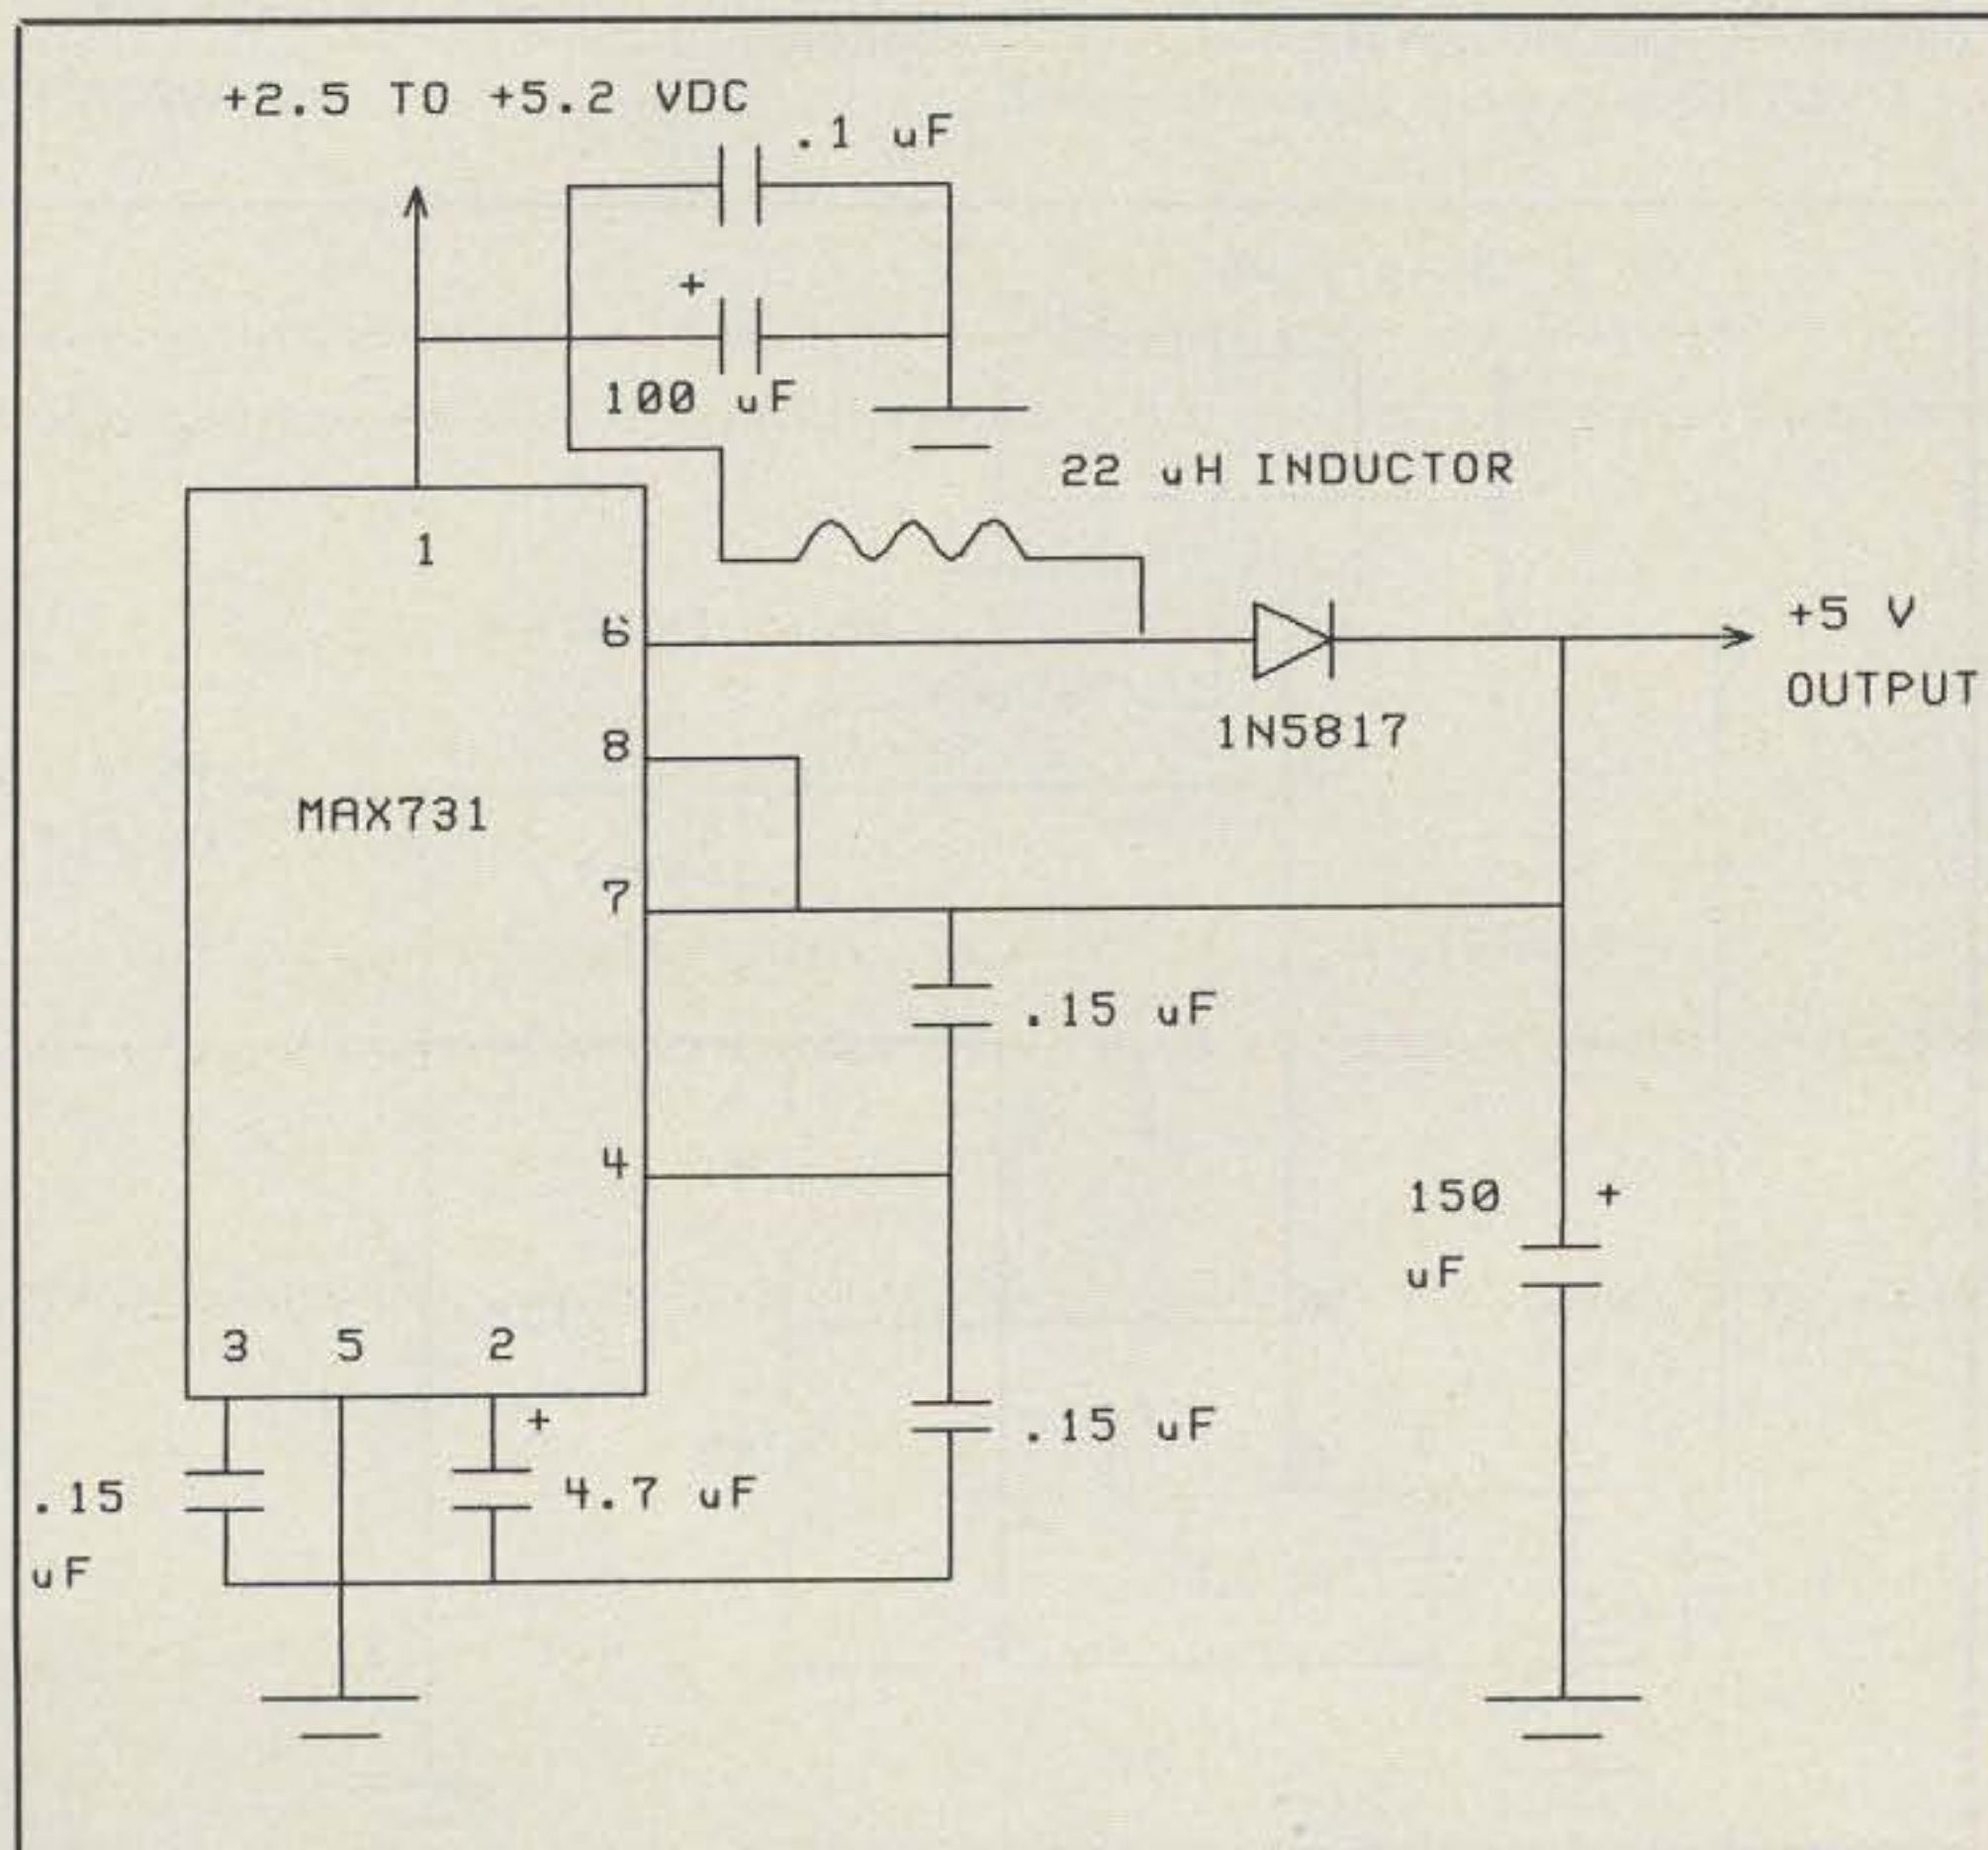 +2.5 TO +5.2 VDC
.1 uF
+
100 uF
22 uH INDUCTOR
1
6
+5 V
OUTPUT
1N5817
8
MAX731
7
.15 uF
4
150
uF
+
3 5 2
+
.15 uF
.15
uF
4.7 uF